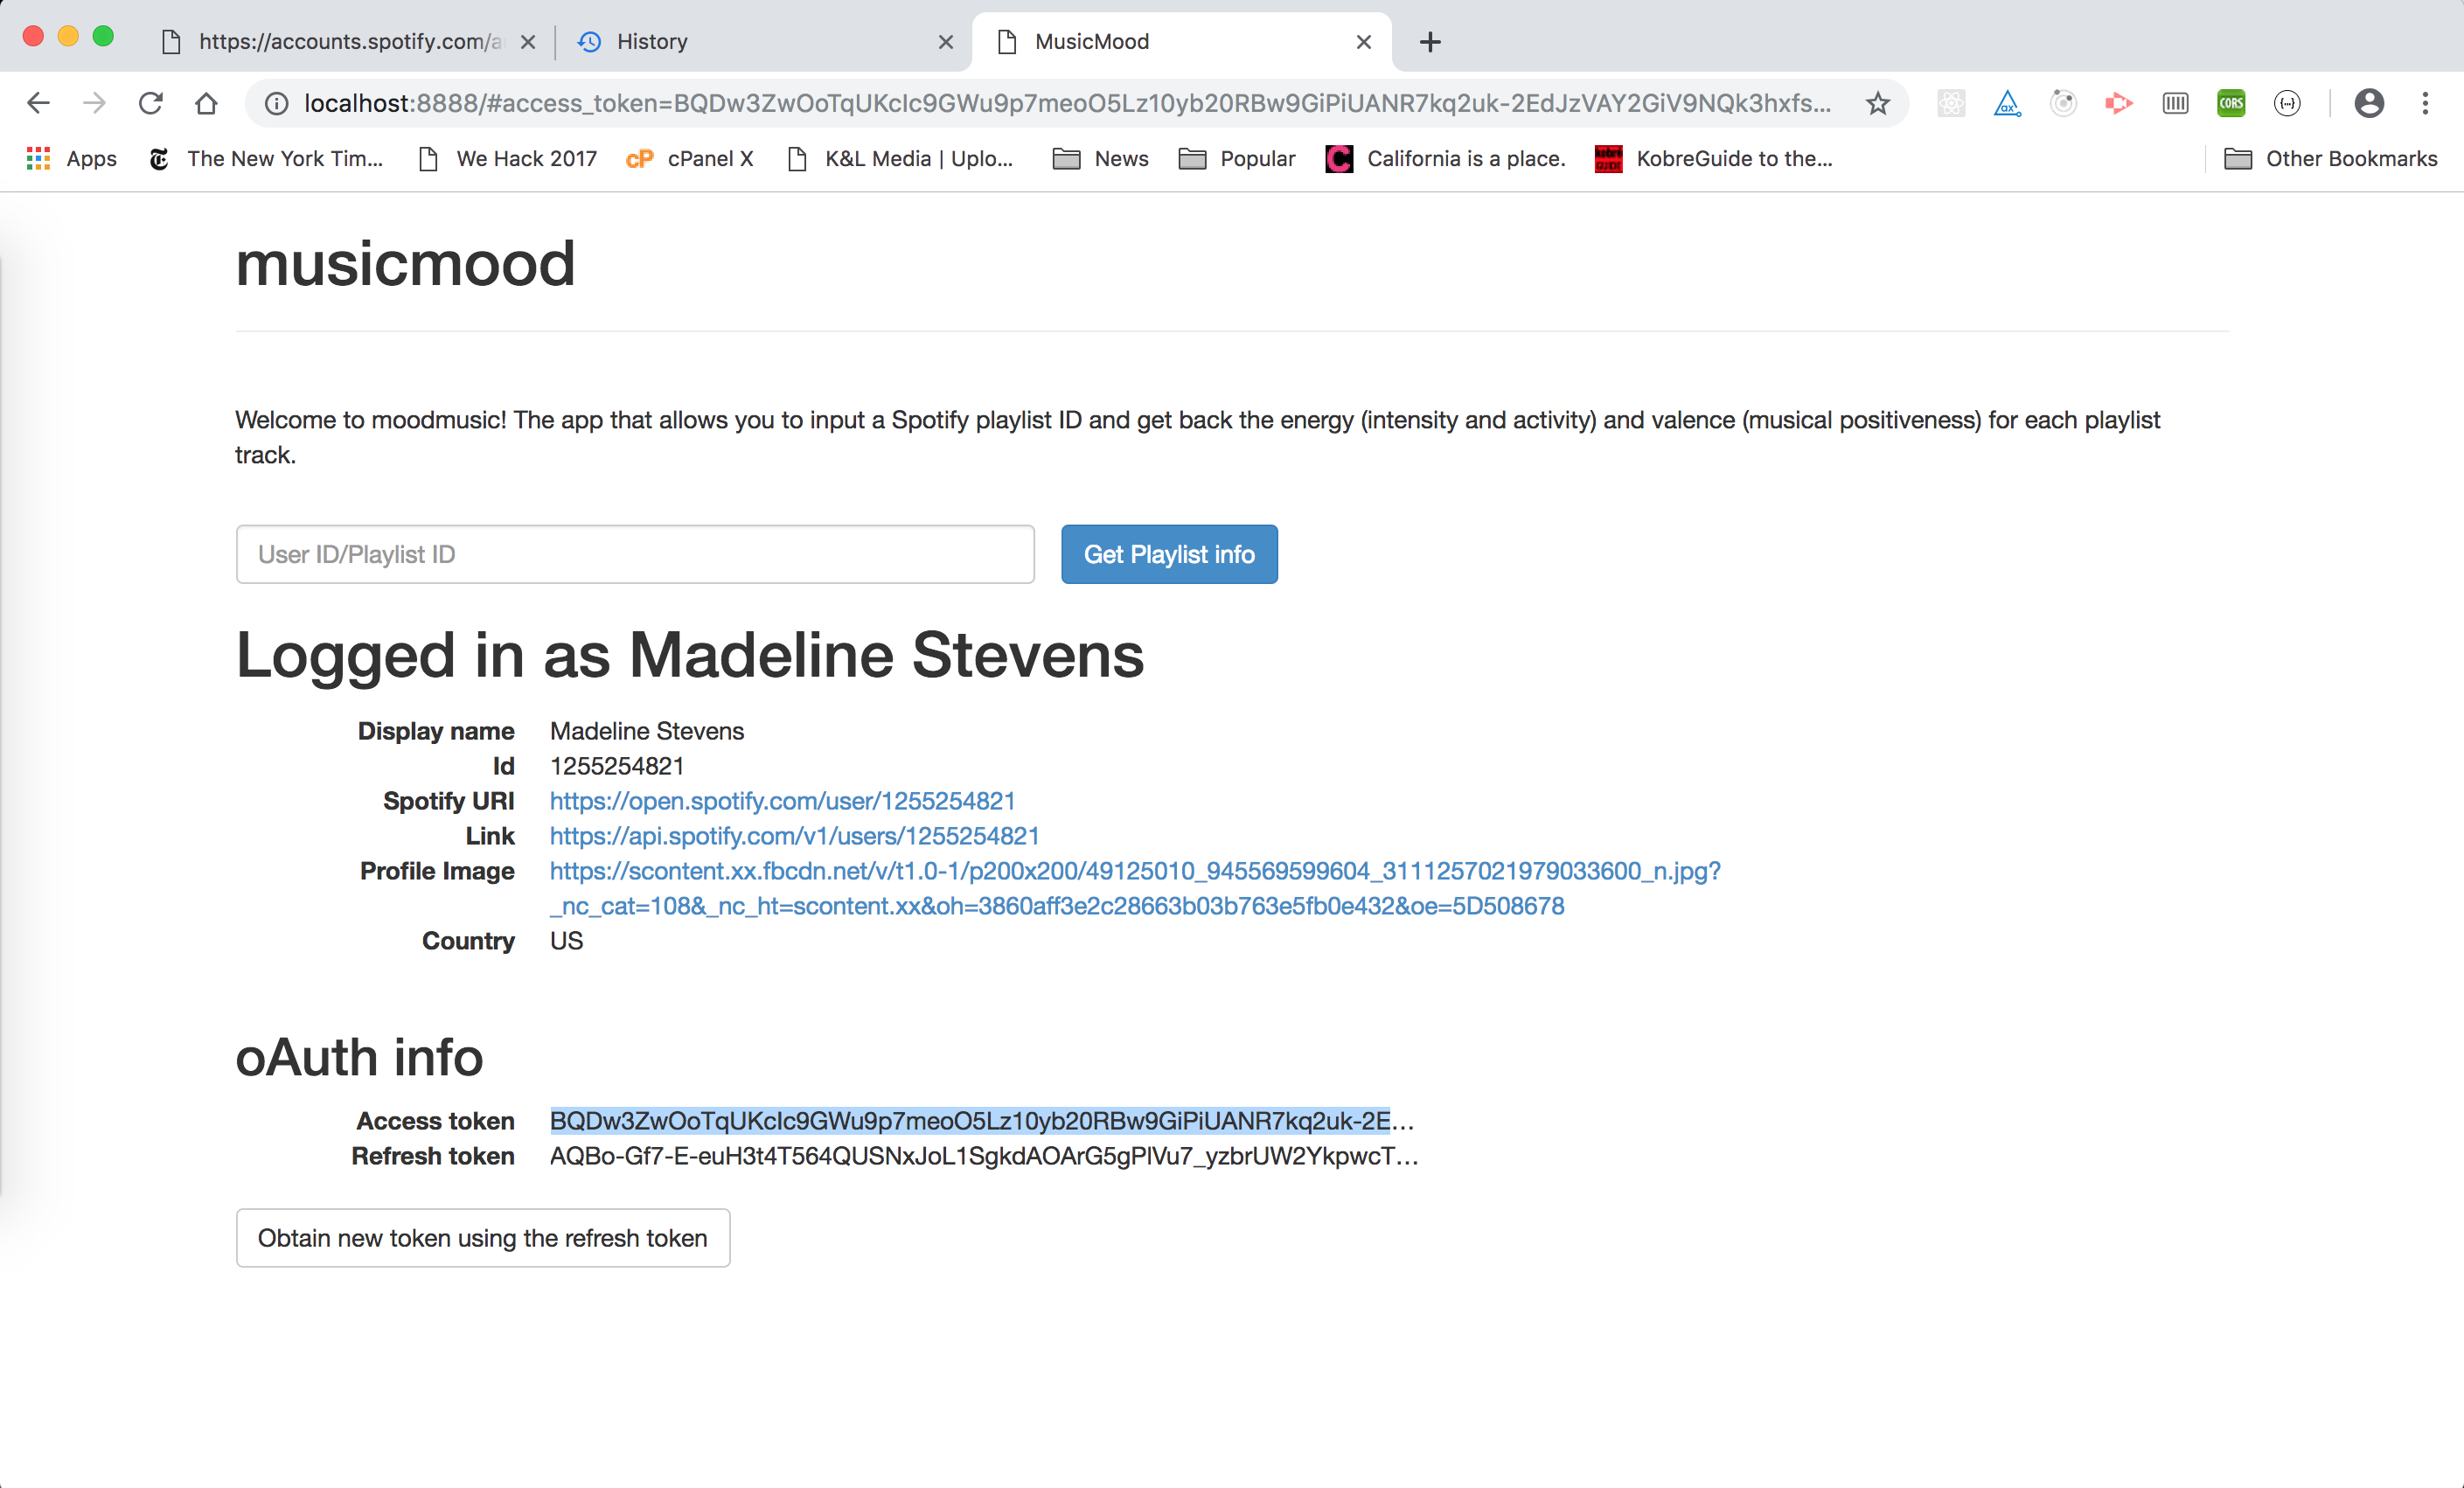 https://accounts.spotify.com/a
History
MusicMood
localhost:8888/#access_token=BQDw3ZwOoTqUKcIc9GWu9p7meoO5Lz10yb20RBw9GiPiUANR7kq2uk-2EdJzVAY2GiV9NQk3hxfs...
Apps
The New York Tim...
We Hack 2017
cP cPanel X
K&L Media | Uplo...
News
Popular
California is a place.
KobreGuide to the...
Other Bookmarks
CORS
musicmood
Welcome to moodmusic! The app that allows you to input a Spotify playlist ID and get back the energy (intensity and activity) and valence (musical positiveness) for each playlist
track.
User ID/Playlist ID
Get Playlist info
Logged in as Madeline Stevens
Display name Madeline Stevens
Id 1255254821
Spotify URI https://open.spotify.com/user/1255254821
Link https://api.spotify.com/v1/users/1255254821
Profile Image https://scontent.xx.fbcdn.net/v/t1.0-1/p200x200/49125010_945569599604_3111257021979033600_n.jpg?
_nc_cat=108&_nc_ht=scontent.xx&oh=3860aff3e2c28663b03b763e5fb0e432&oe=5D508678
Country US
oAuth info
Access token BQDw3ZwOoTqUKcIc9GWu9p7meoO5Lz10yb20RBw9GiPiUANR7kq2uk-2E...
Refresh token AQBo-Gf7-E-euH3t4T564QUSNxJoL1SgkdAOArG5gPlVu7_yzbrUW2YkpwcT...
Obtain new token using the refresh token